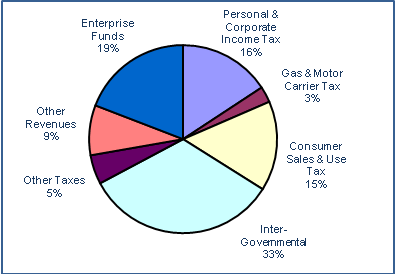 Personal &
Corporate
Income Tax
16%
Gas & Motor
Carrier Tax
3%
Consumer
Sales & Use
Tax
15%
Inter-
Governmental
33%
Other Taxes
5%
Other
Revenues
9%
Enterprise
Funds
19%